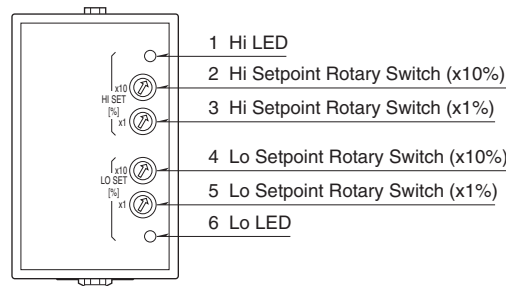 1 Hi LED
x10
2 Hi Setpoint Rotary Switch (x10%)
HI SET
[%]
x1
3 Hi Setpoint Rotary Switch (x1%)
x10
4 Lo Setpoint Rotary Switch (x10%)
LO SET
[%]
x1
5 Lo Setpoint Rotary Switch (x1%)
6 Lo LED